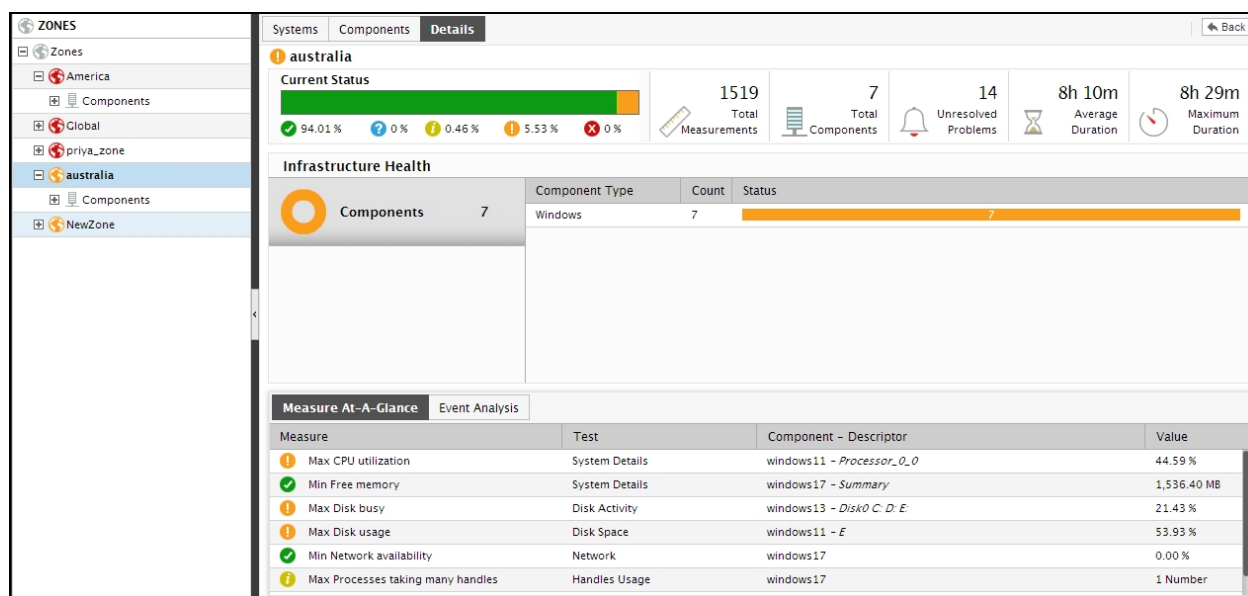 ZONES
Zones
America
Components
Global
priya_zone
australia
Components
NewZone
Systems Components Details Back
australia
Current Status
94.01 % 0 % 0.46 % 5.53 % 0 %
1519 Total Measurements
7 Total Components
14 Unresolved Problems
8h 10m Average Duration
8h 29m Maximum Duration
Infrastructure Health
Components 7
Component Type Count Status
Windows 7 7
Measure At-A-Glance Event Analysis
Measure Test Component - Descriptor Value
Max CPU utilization System Details windows11 - Processor_0_0 44.59 %
Min Free memory System Details windows17 - Summary 1,536.40 MB
Max Disk busy Disk Activity windows13 - Disk0 C: D: E: 21.43 %
Max Disk usage Disk Space windows11 - E 53.93 %
Min Network availability Network windows17 0.00 %
Max Processes taking many handles Handles Usage windows17 1 Number